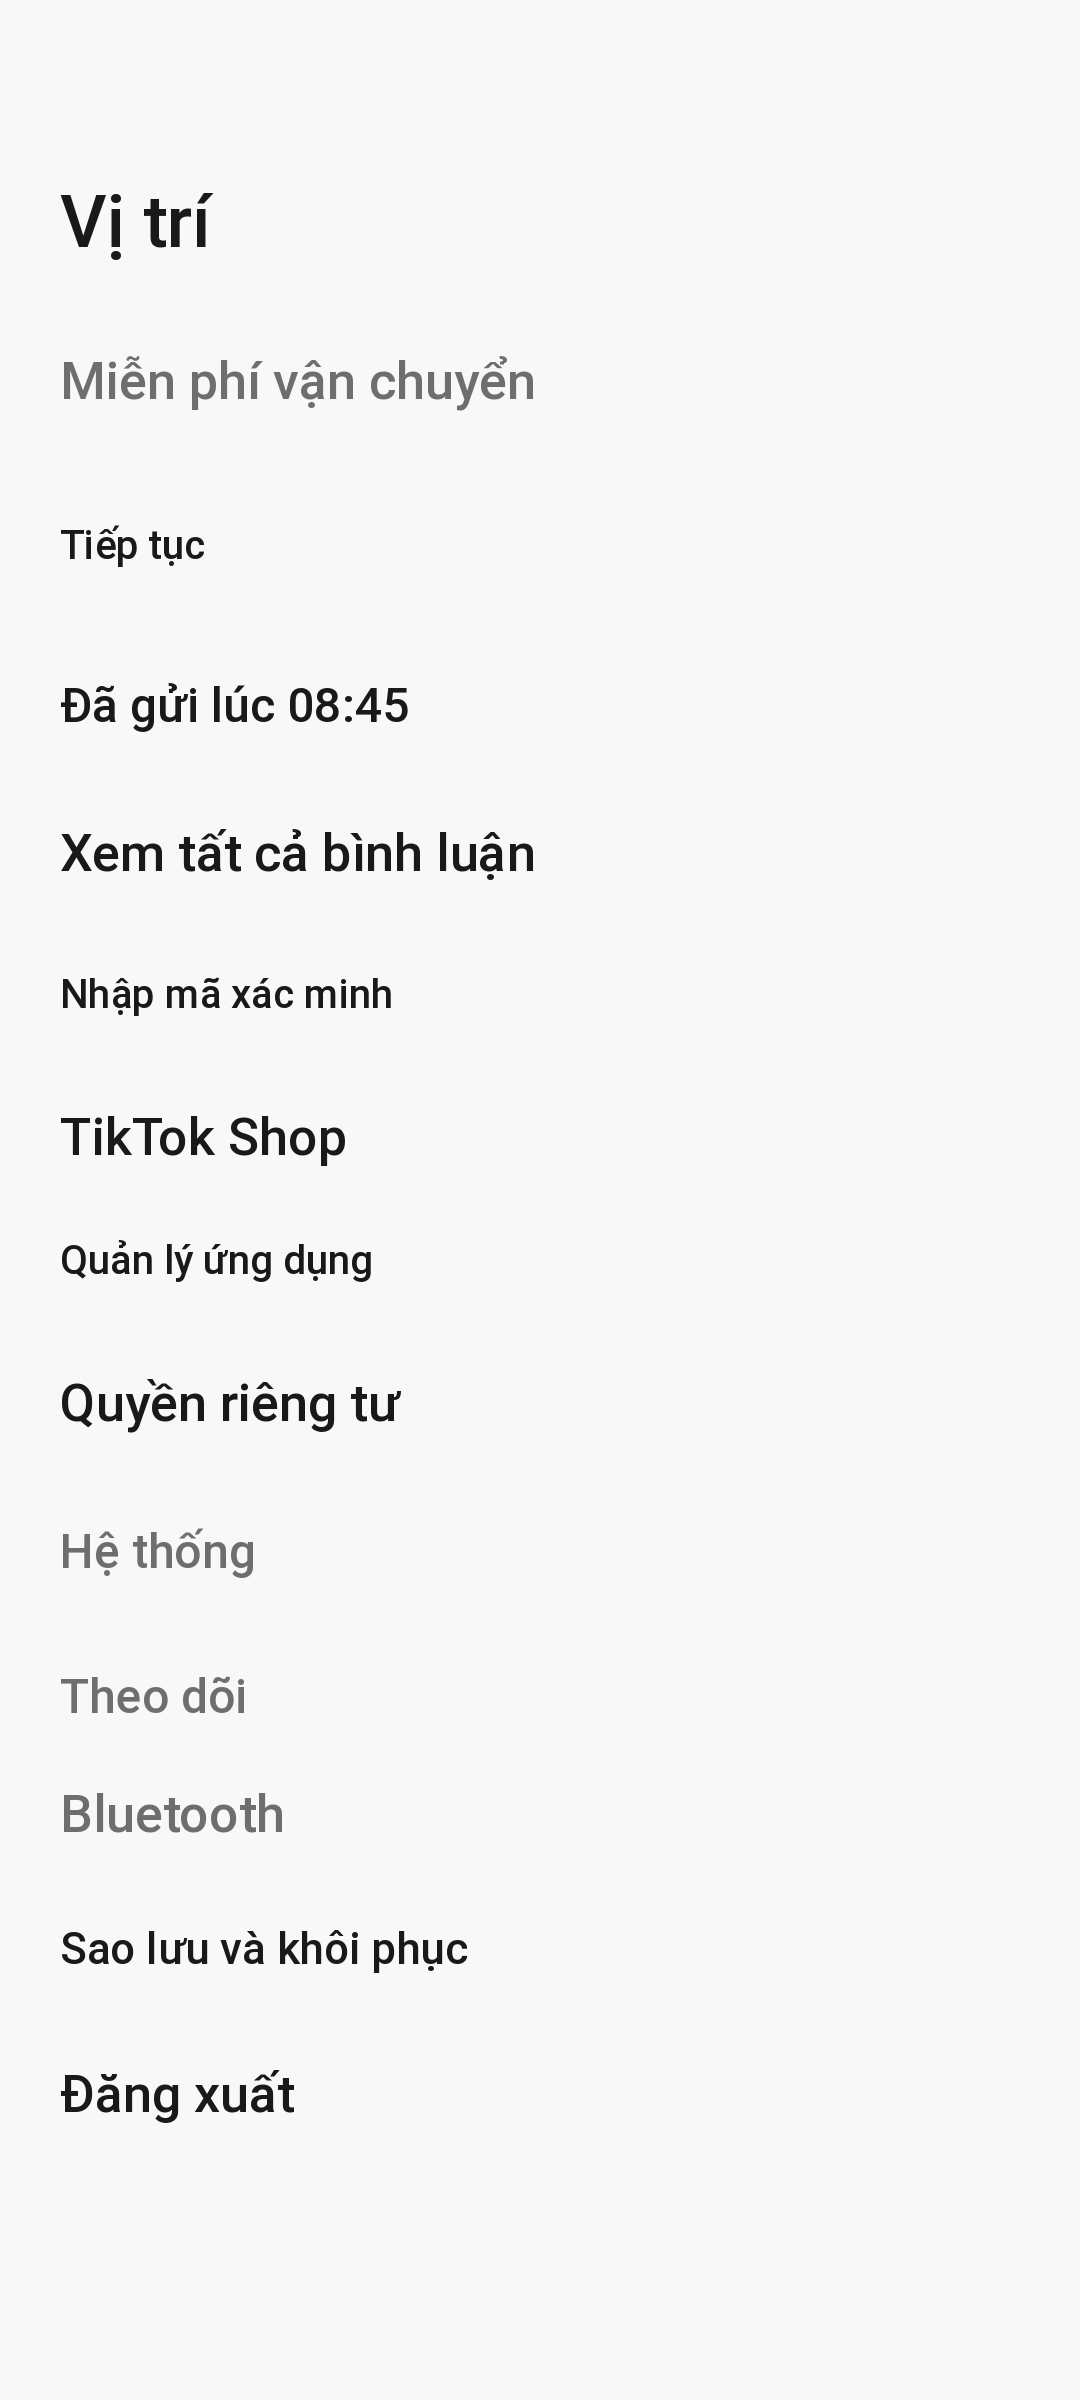 Vị trí
Miễn phí vận chuyển
Tiếp tục
Đã gửi lúc 08:45
Xem tất cả bình luận
Nhập mã xác minh
TikTok Shop
Quản lý ứng dụng
Quyền riêng tư
Hệ thống
Theo dõi
Bluetooth
Sao lưu và khôi phục
Đăng xuất